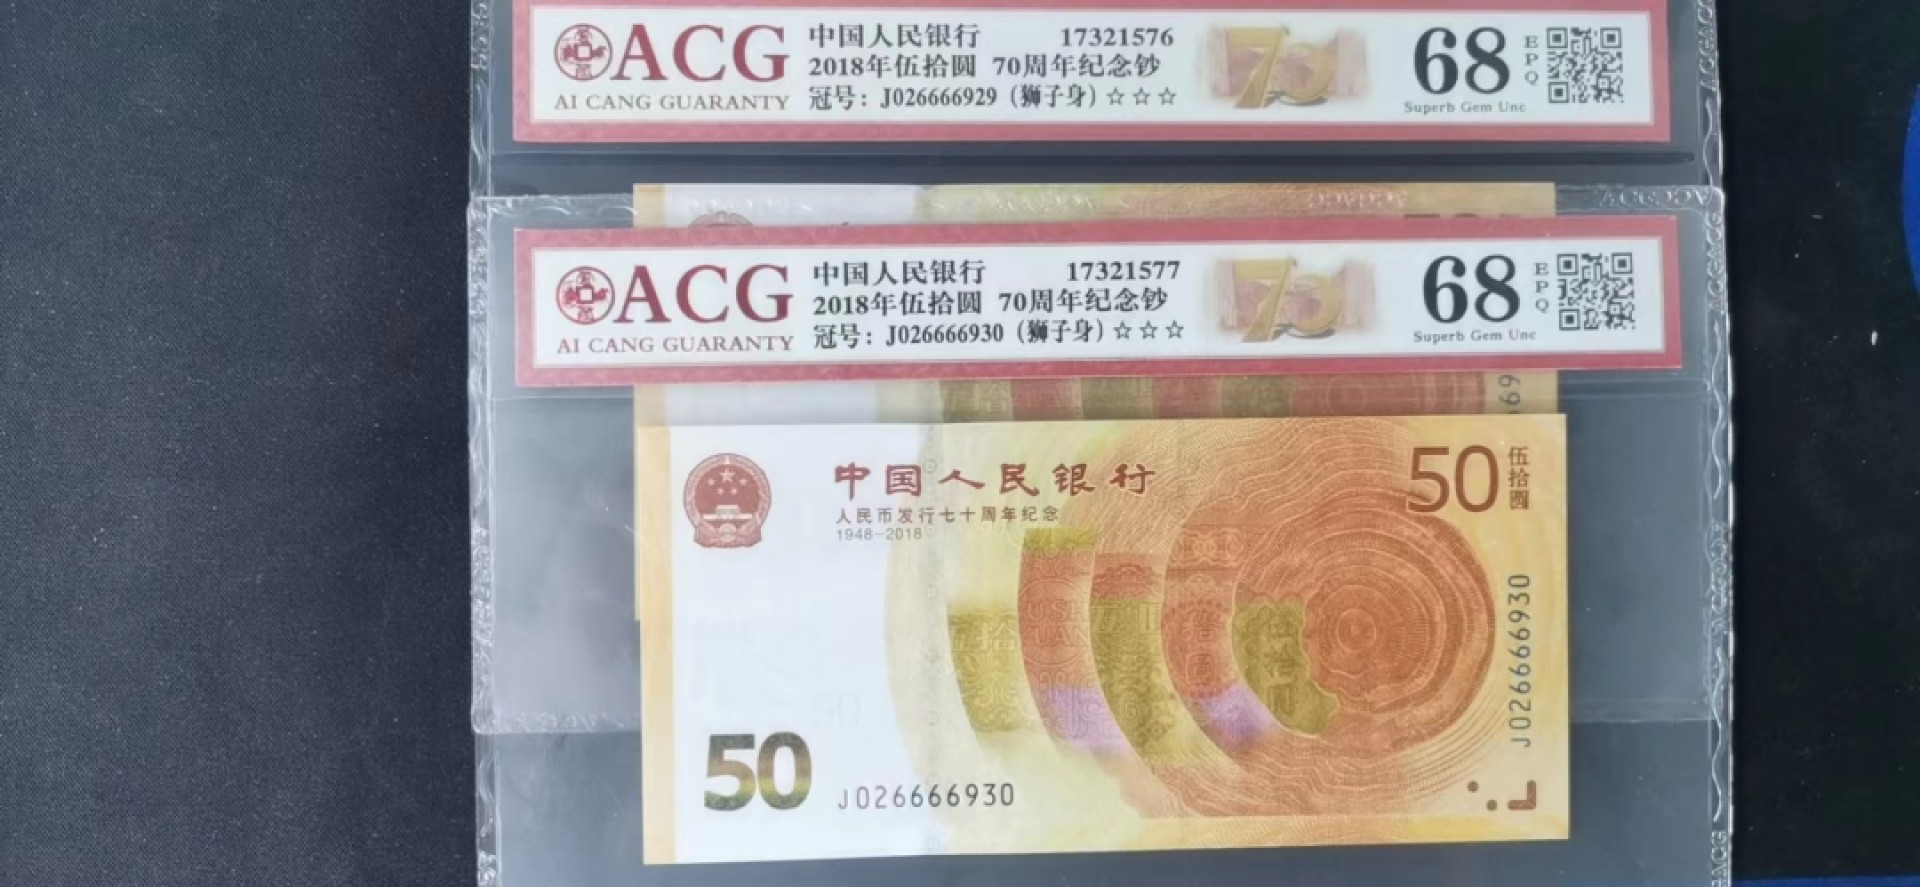 ACG
AI CANG GUARANTY
中国人民银行 17321576
2018年伍拾圆 70周年纪念钞
冠号：J026666929（狮子身）☆☆☆
70
68
EPQ
Superb Gem Unc
ACG
AI CANG GUARANTY
中国人民银行 17321577
2018年伍拾圆 70周年纪念钞
冠号：J026666930（狮子身）☆☆☆
70
68
EPQ
Superb Gem Unc
中国人民银行
人民币发行七十周年纪念
1948-2018
50
伍拾圆
J026666930
50
J026666930